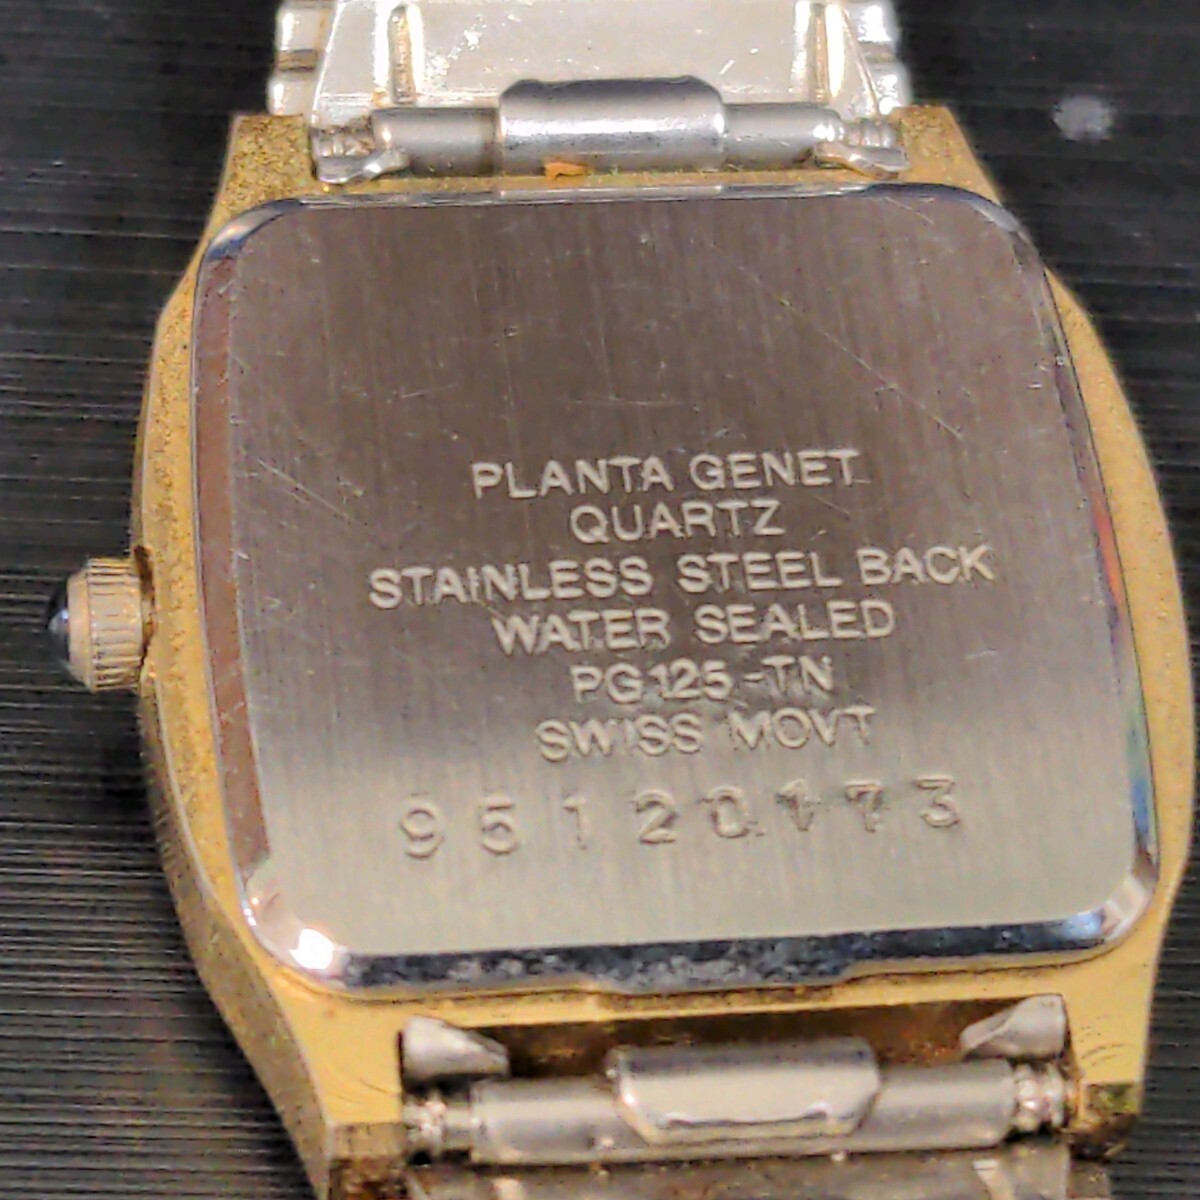 PLANTA GENET
QUARTZ
STAINLESS STEEL BACK
WATER SEALED
PG125-TN
SWISS MOVT
95120173